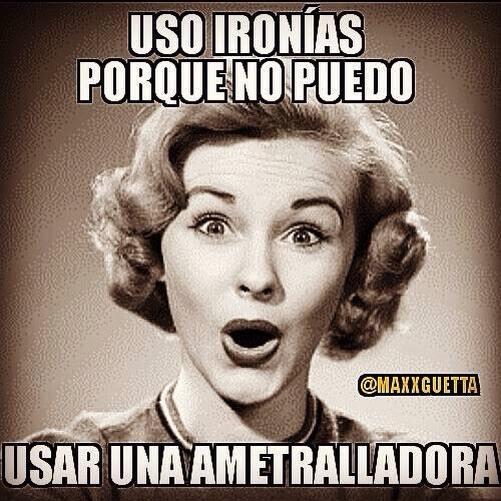 USO IRONÍAS
PORQUE NO PUEDO
@MAXXGUETTA
USAR UNA AMETRALLADORA